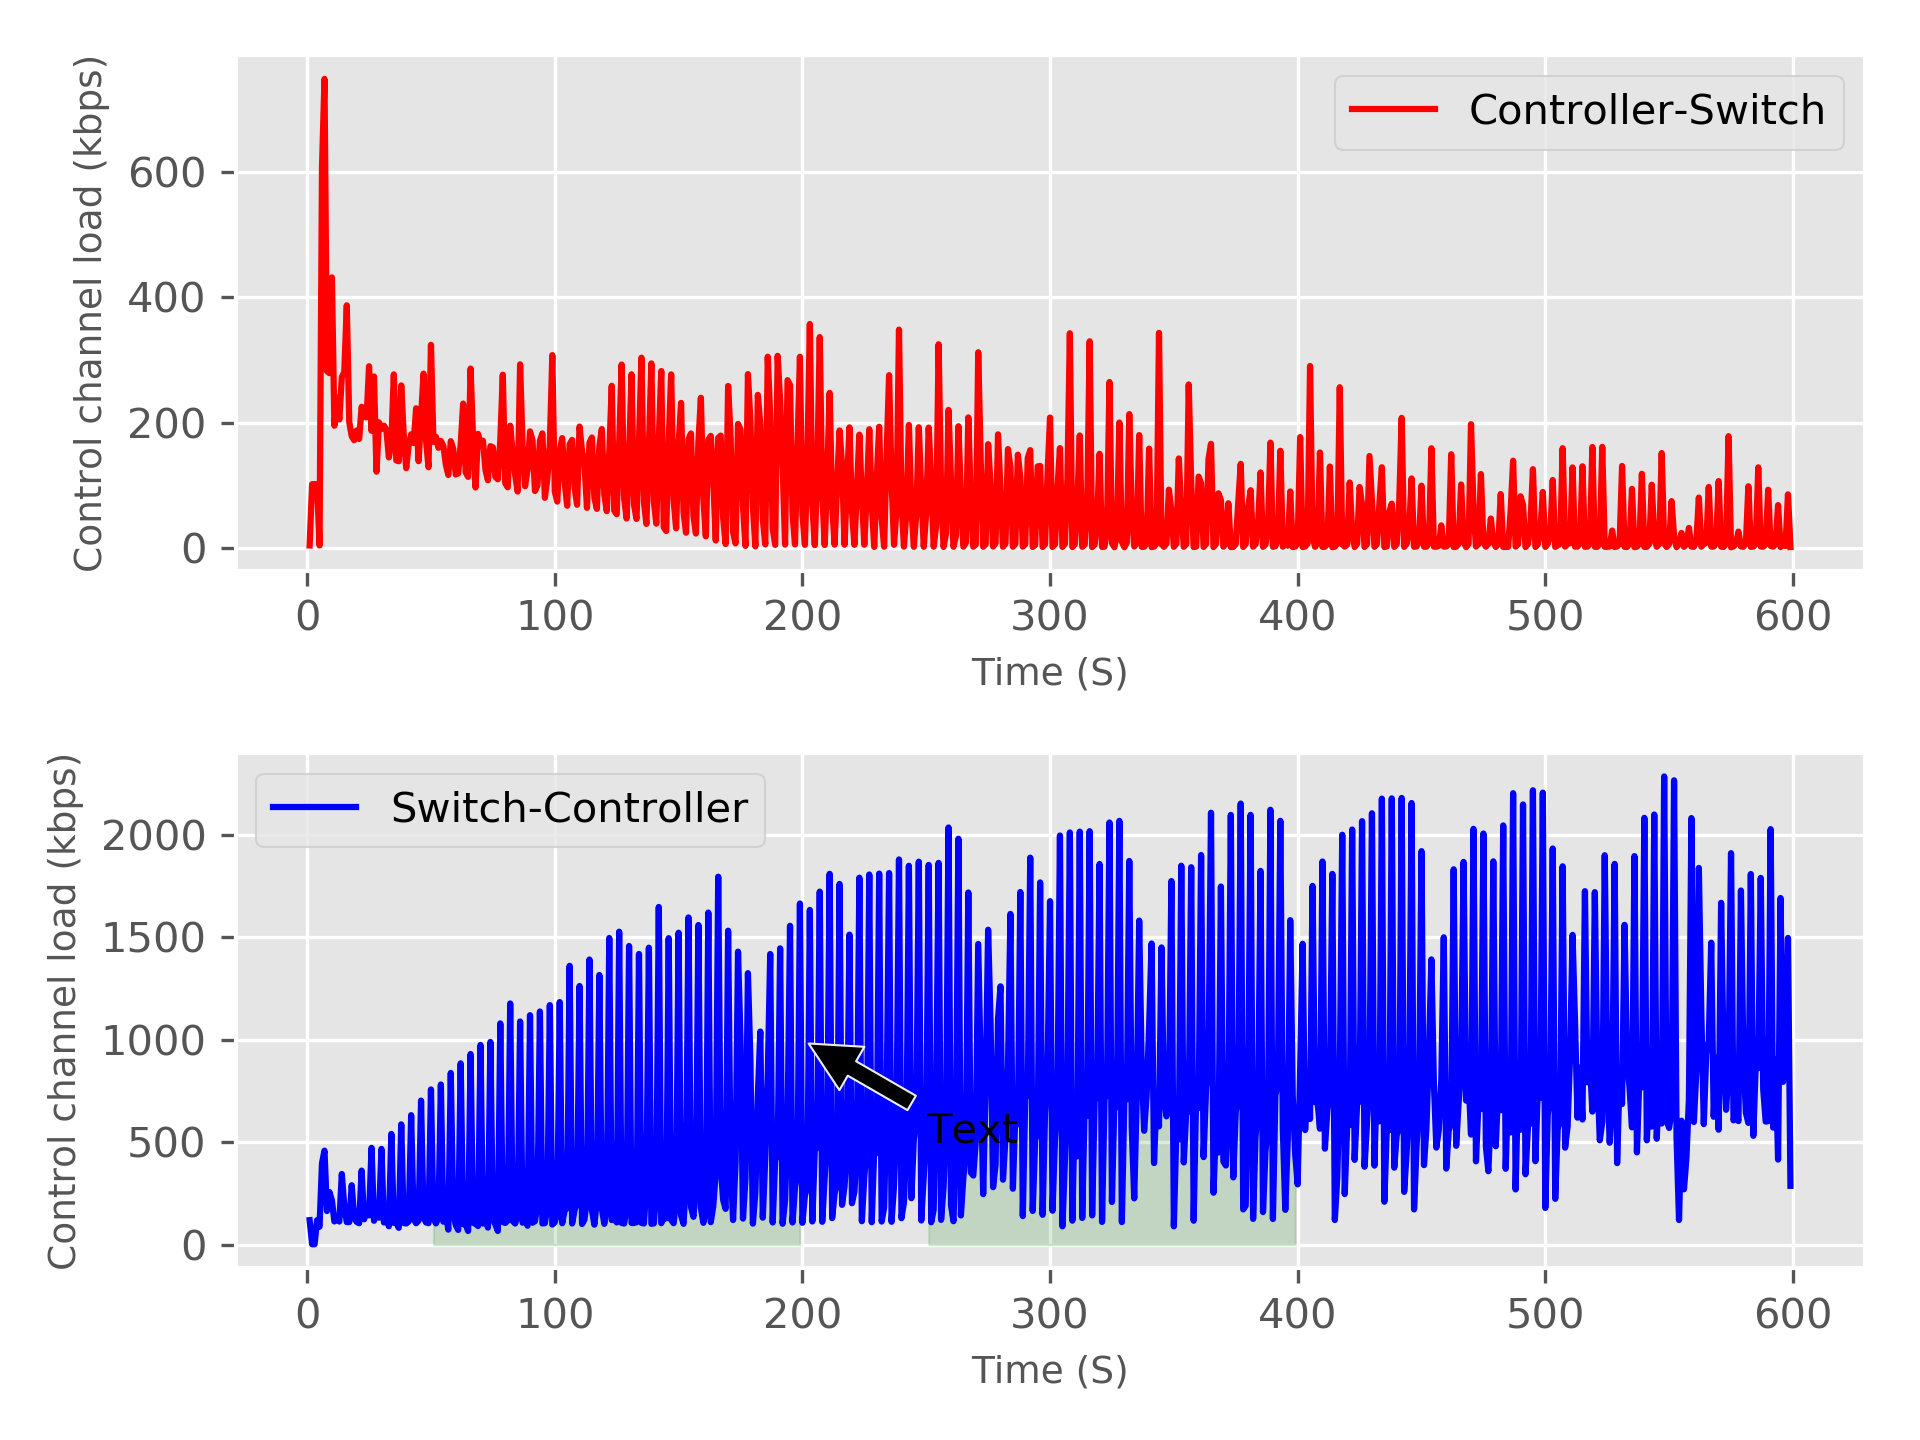 Control channel load (kbps)
600
400
200
0
Controller-Switch
0 100 200 300 400 500 600
Time (S)
Control channel load (kbps)
2000
1500
1000
500
0
Switch-Controller
Text
0 100 200 300 400 500 600
Time (S)